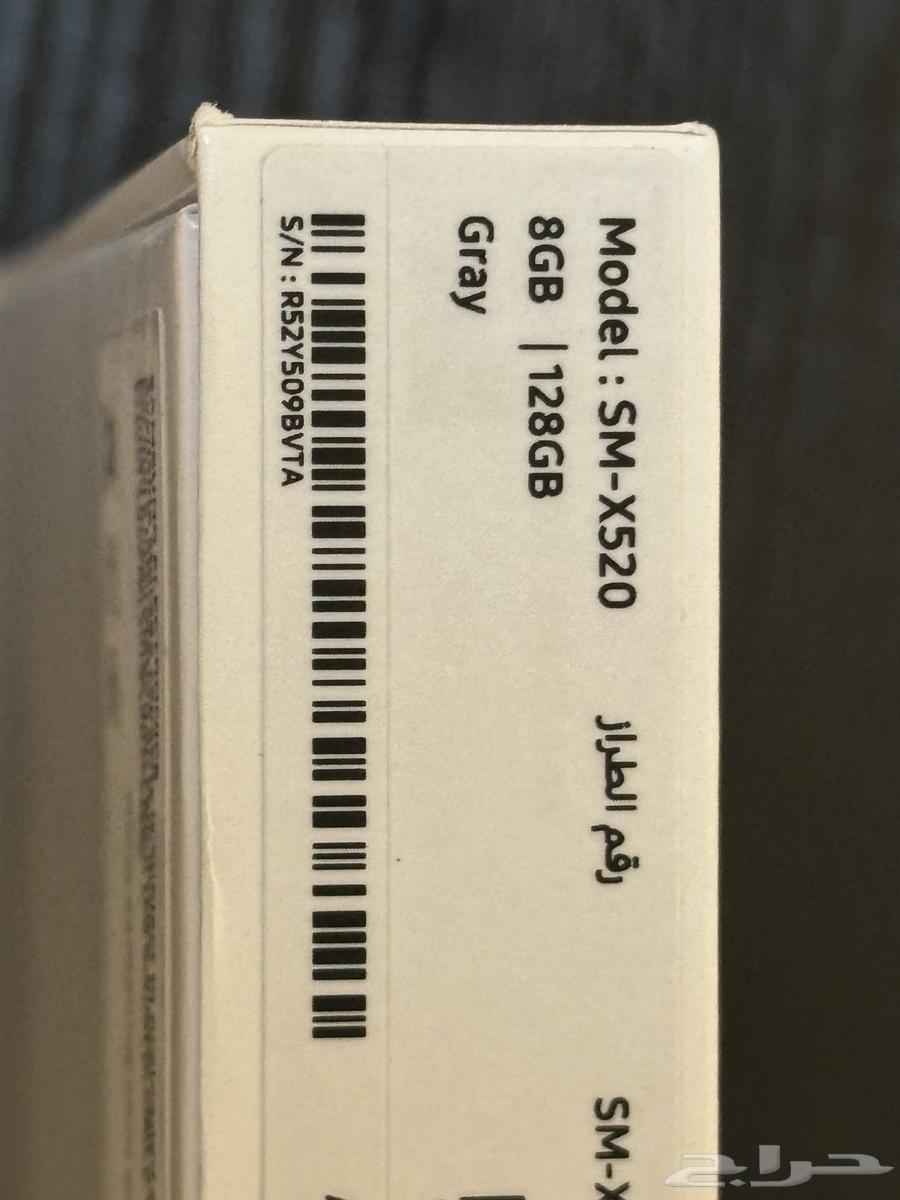 Model : SM-X520 رقم الطراز SM-X
8GB | 128GB
Gray
S/N : R52Y509BVTA
حراج